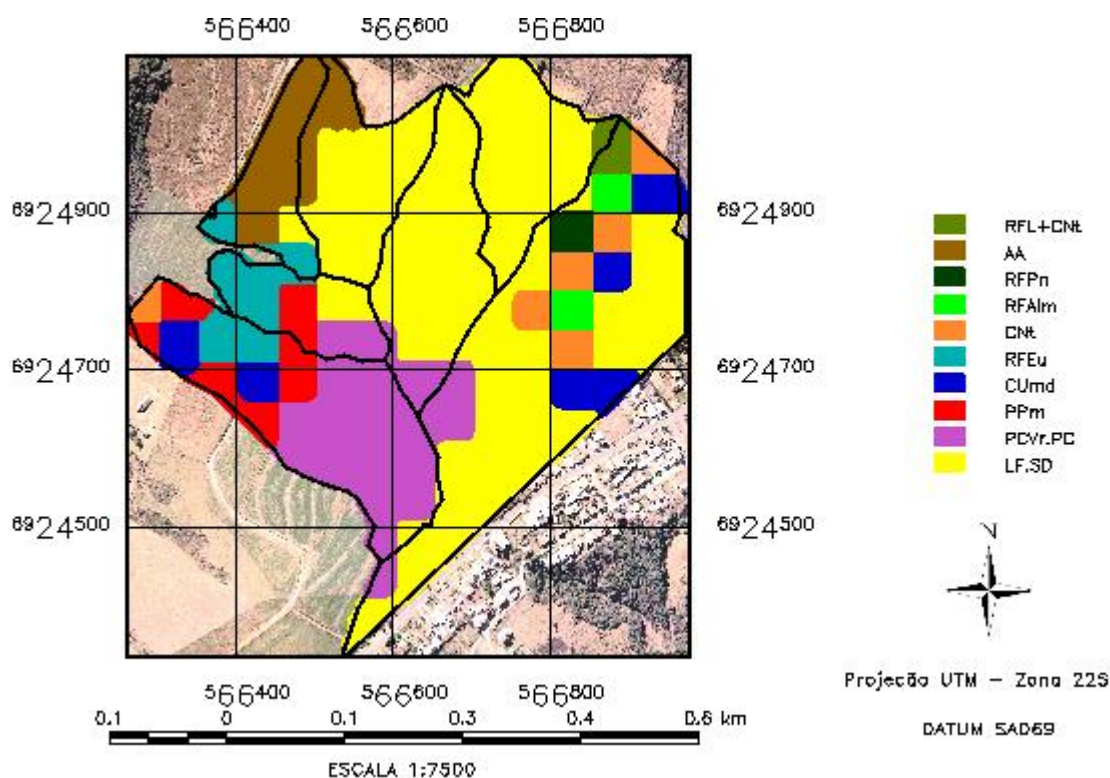 566400 566600 566800
6924900 6924900
6924700 6924700
6924500 6924500
566400 566600 566800
RFL+CNt
AA
RFPn
RFAlm
CNt
RFEu
CUmd
PPm
PCVr.PC
LF.SD
N
Projecão UTM – Zona 22S
DATUM SAD69
0.1 0 0.1 0.3 0.4 0.6 km
ESCALA 1:7500